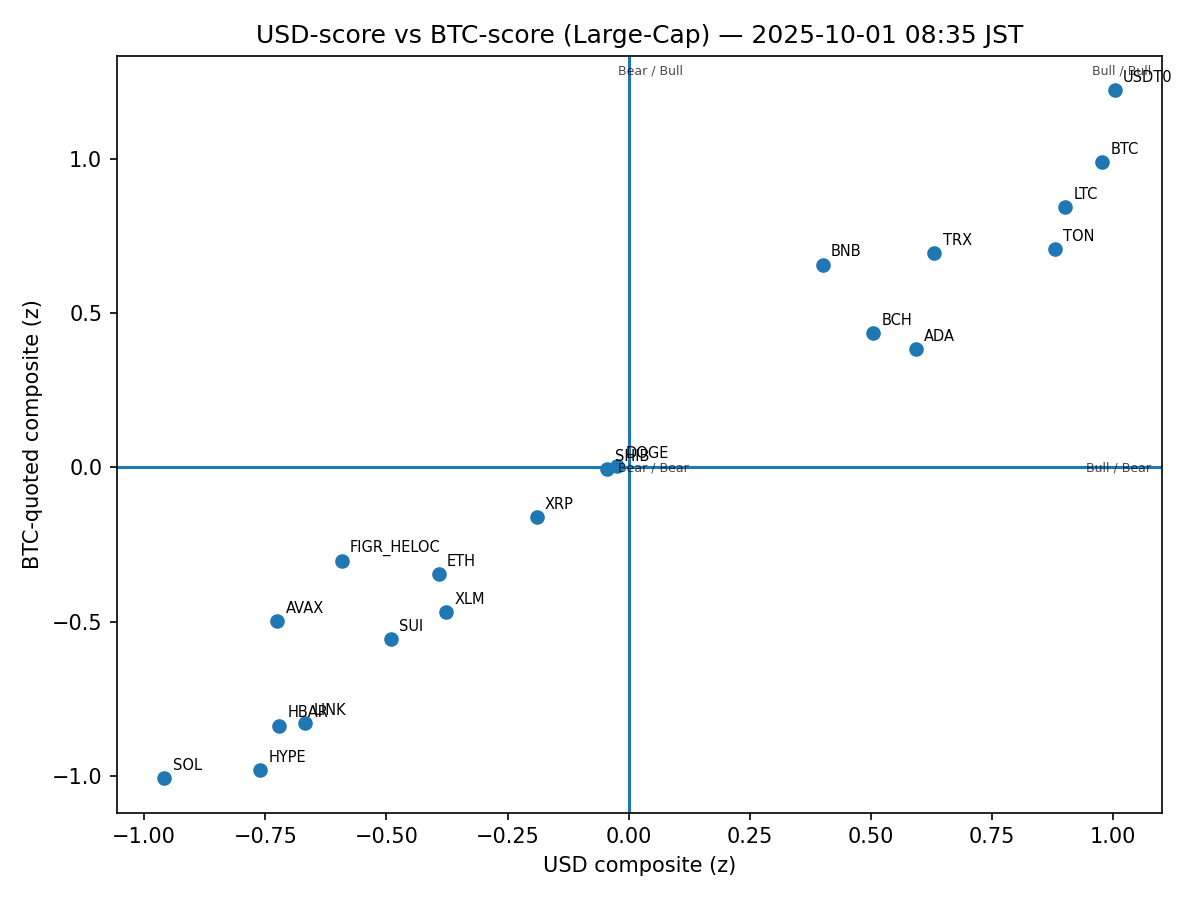 USD-score vs BTC-score (Large-Cap) — 2025-10-01 08:35 JST
Bear / Bull
Bull / Bull
USDT0
BTC
LTC
TON
TRX
BNB
BCH
ADA
DOGE
SHIB
Bear / Bear
Bull / Bear
XRP
FIGR_HELOC
ETH
XLM
AVAX
SUI
HBAR
LINK
HYPE
SOL
1.0
0.5
0.0
−0.5
−1.0
BTC-quoted composite (z)
−1.00
−0.75
−0.50
−0.25
0.00
0.25
0.50
0.75
1.00
USD composite (z)